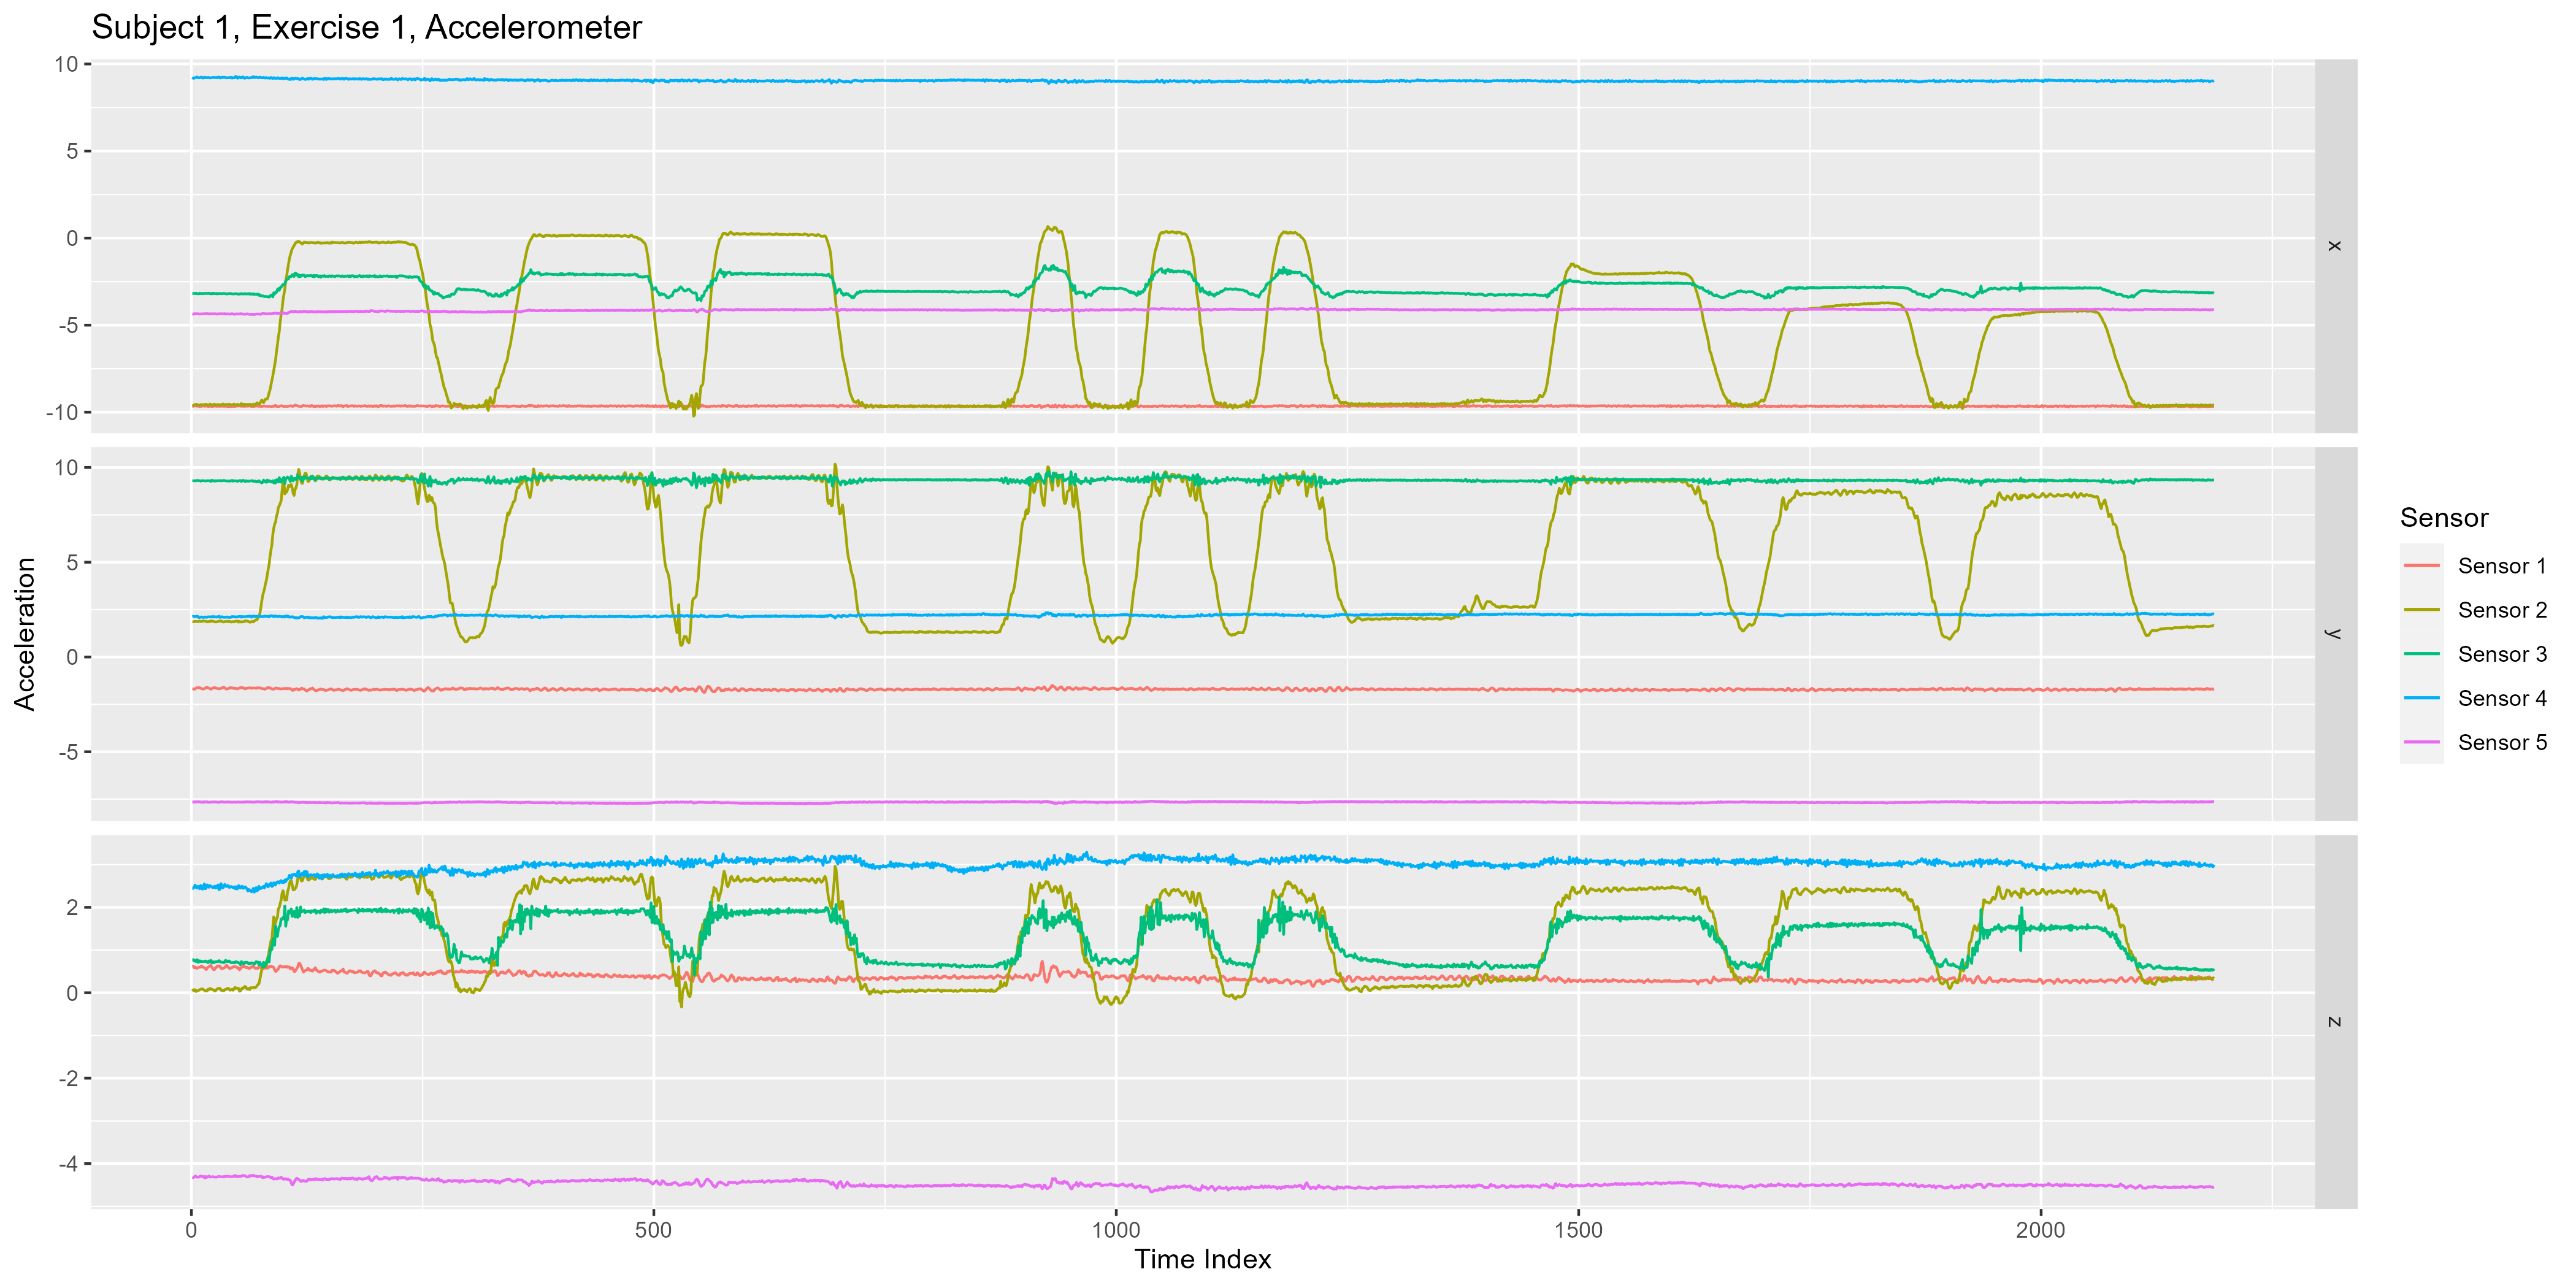 Subject 1, Exercise 1, Accelerometer
10
5
0
-5
-10
x
10
5
0
-5
y
2
0
-2
-4
z
Acceleration
0 500 1000 1500 2000
Time Index
Sensor
Sensor 1
Sensor 2
Sensor 3
Sensor 4
Sensor 5